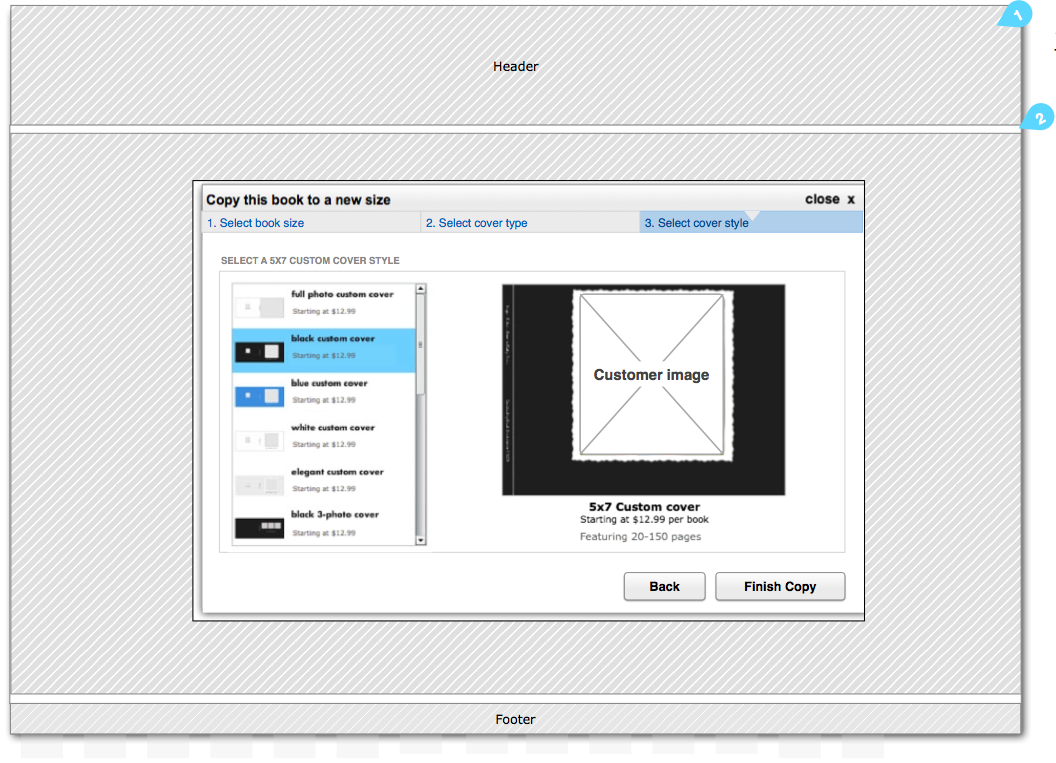 1
Header
2
Copy this book to a new size
close x
1. Select book size
2. Select cover type
3. Select cover style
SELECT A 5X7 CUSTOM COVER STYLE
full photo custom cover
Starting at $12.99
black custom cover
Starting at $12.99
blue custom cover
Starting at $12.99
white custom cover
Starting at $12.99
elegant custom cover
Starting at $12.99
black 3-photo cover
Starting at $12.99
Customer image
5x7 Custom cover
Starting at $12.99 per book
Featuring 20-150 pages
Back
Finish Copy
Footer